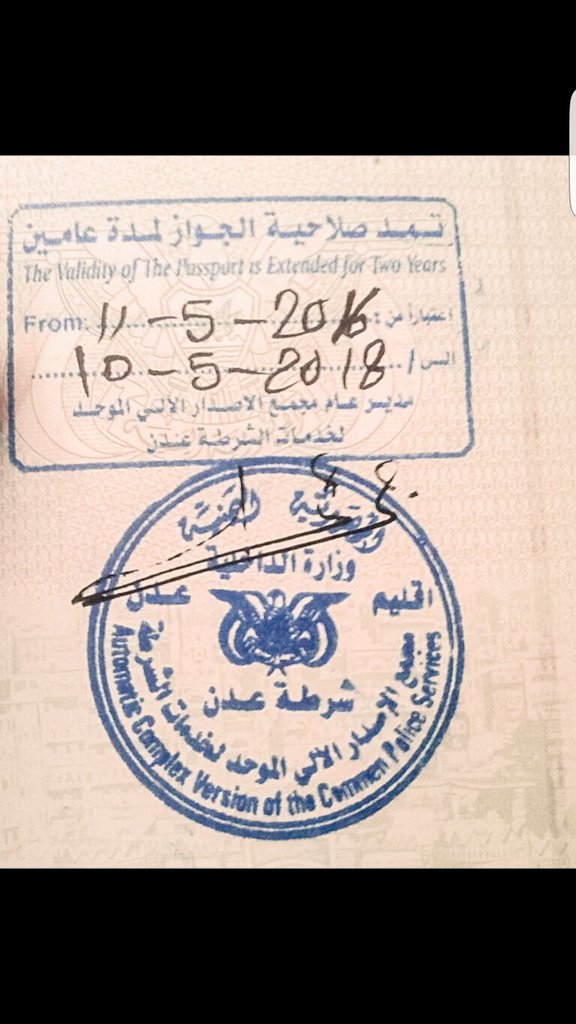 تمدد صلاحية الجواز لمدة عامين
The Validity of The Passport is Extended for Two Years
From: 11-5-2016 اعتباراً من:
10-5-2018 الى /
مدير عام مجمع الاصدار الالي الموحد
لخدمات الشرطة عدن
اليمنية
وزارة الداخلية
اقليم عدن
شرطة عدن
مجمع الإصدار الالي الموحد لخدمات الشرطة
Automatic Complex Version of the Common Police Services